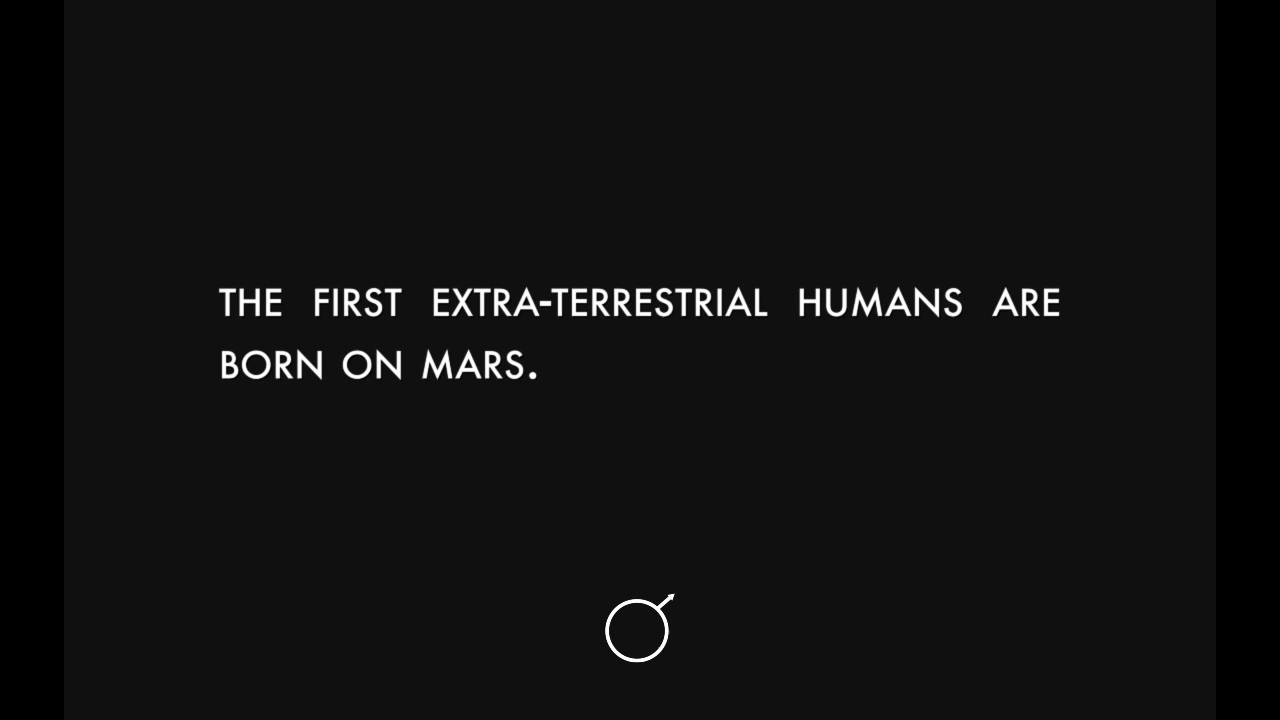 THE FIRST EXTRA-TERRESTRIAL HUMANS ARE
BORN ON MARS.